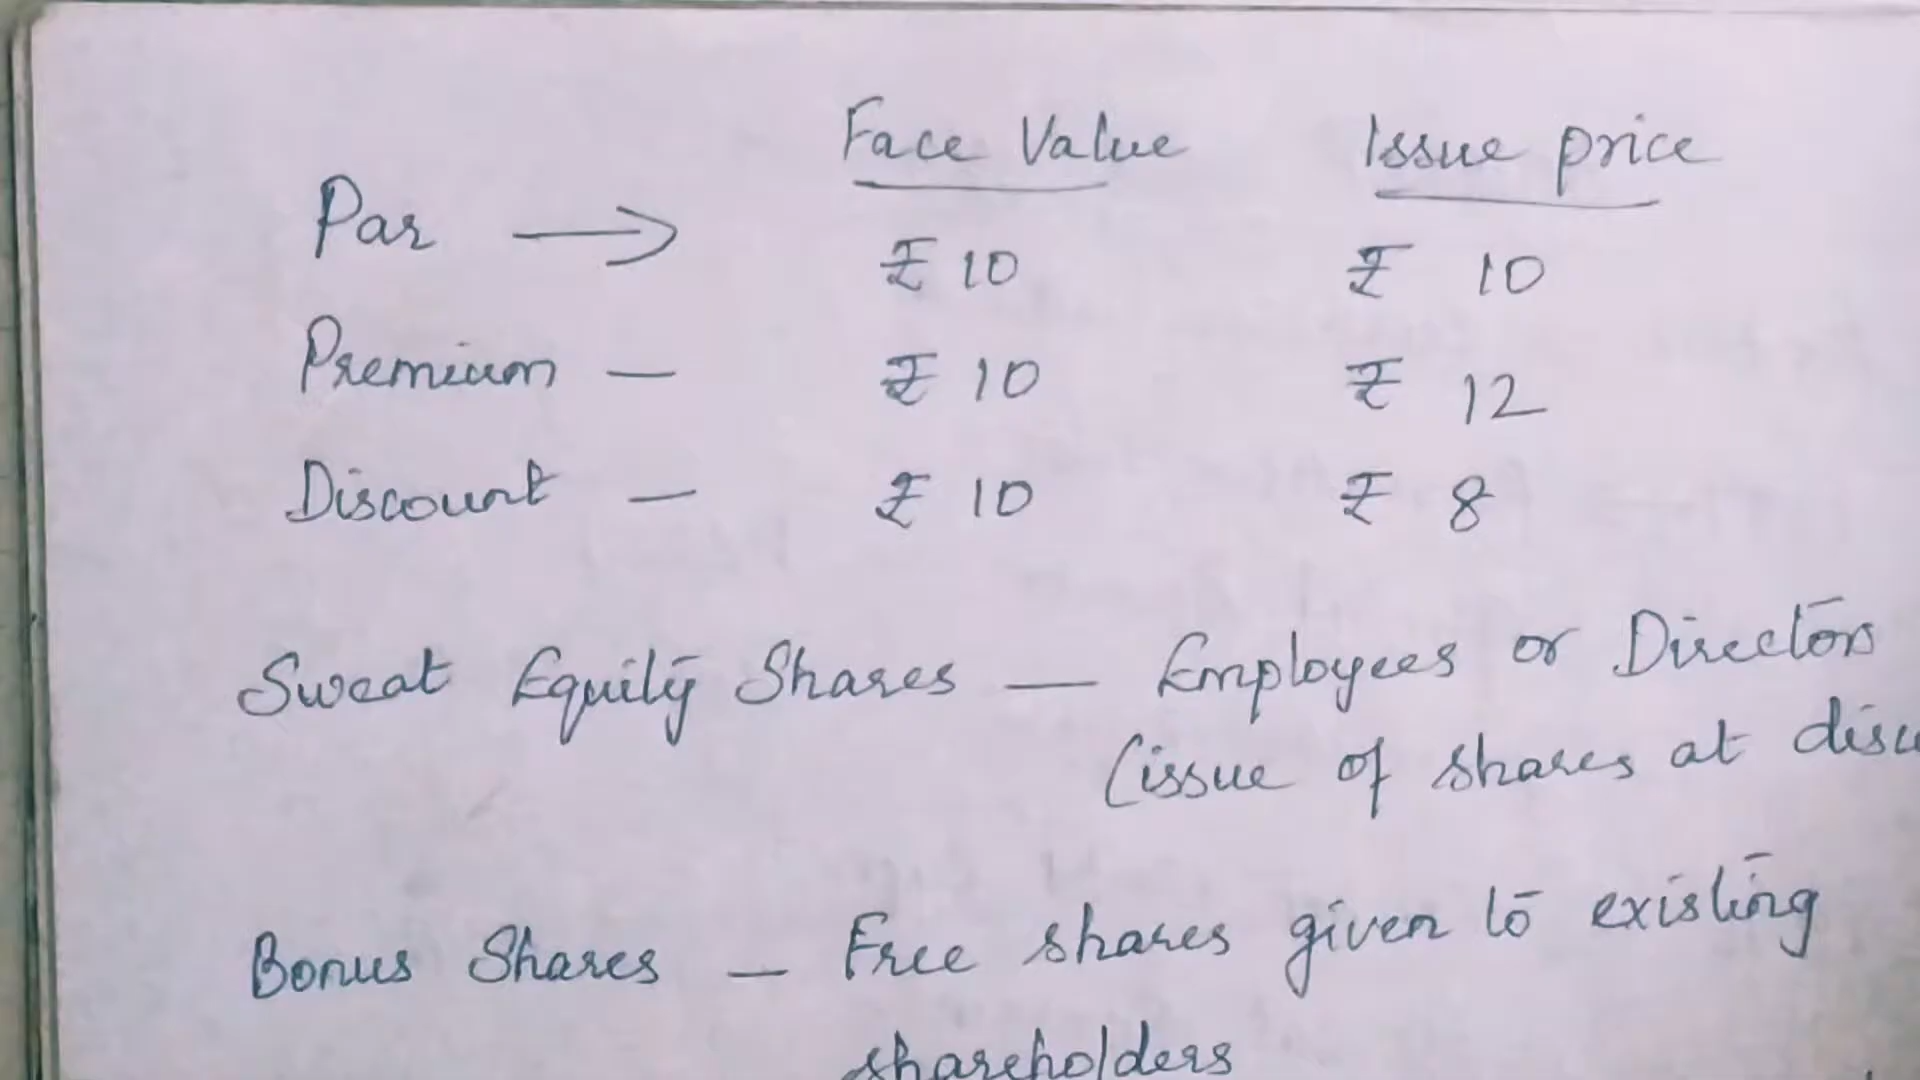 Face Value Issue price
Par → ₹ 10 ₹ 10
Premium — ₹ 10 ₹ 12
Discount — ₹ 10 ₹ 8
Sweat Equity Shares — Employees or Directors
(issue of shares at
Bonus Shares — Free shares given to existing
shareholders